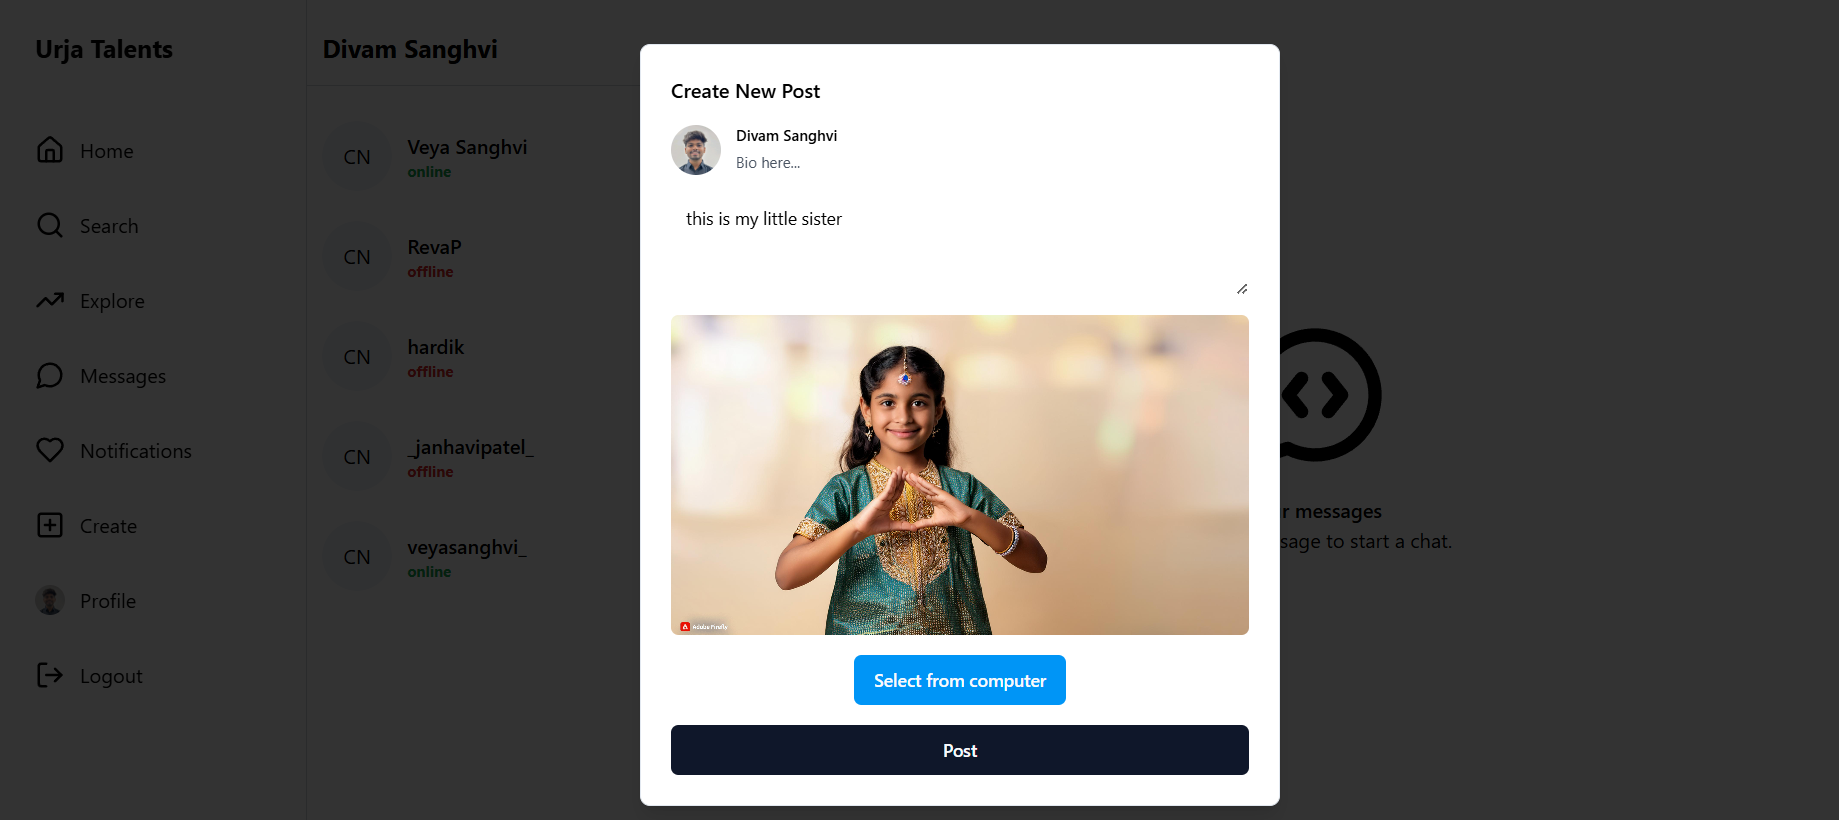 Urja Talents
Home
Search
Explore
Messages
Notifications
Create
Profile
Logout
Divam Sanghvi
CN
Veya Sanghvi
online
CN
RevaP
offline
CN
hardik
offline
CN
_janhavipatel_
offline
CN
veyasanghvi_
online
Create New Post
Divam Sanghvi
Bio here...
this is my little sister
Adobe Firefly
Select from computer
Post
r messages
sage to start a chat.